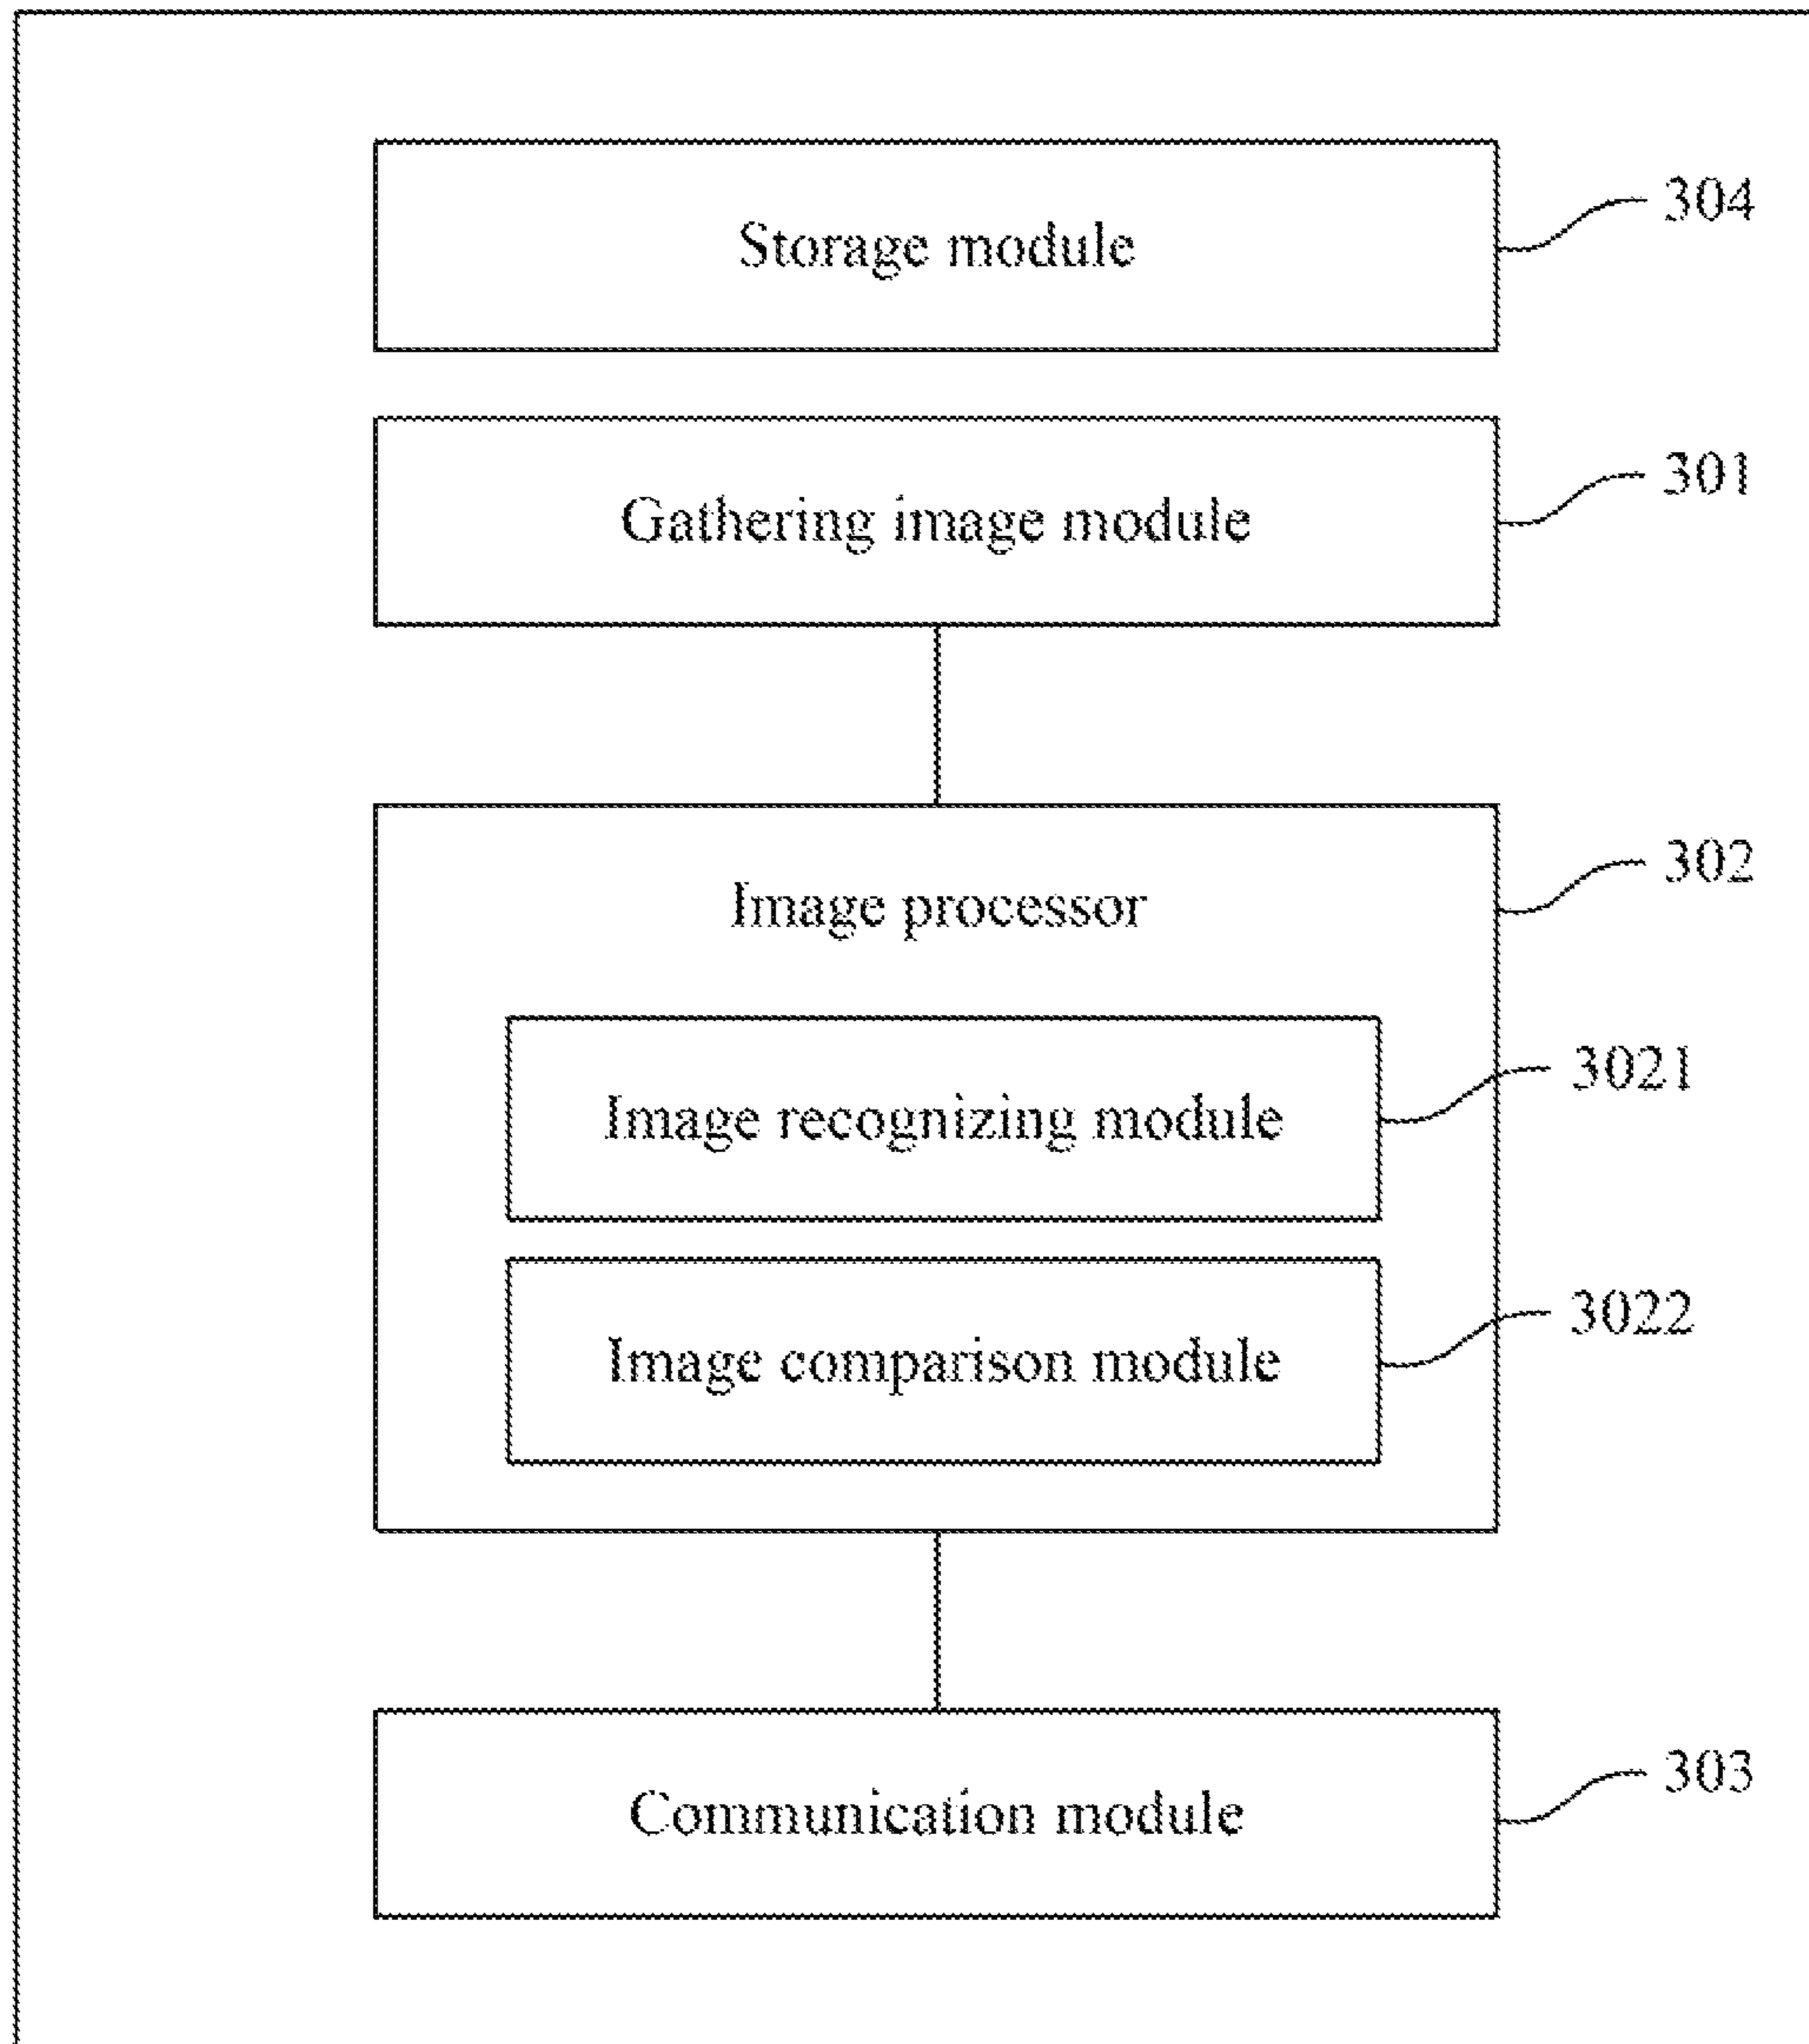 Storage module
304
Gathering image module
301
Image processor
302
Image recognizing module
3021
Image comparison module
3022
Communication module
303